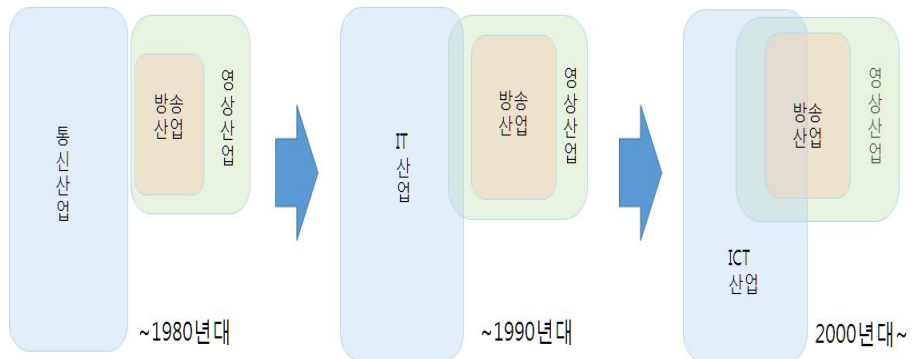 통신산업
방송
산업
영상산업
~1980년대
IT
산업
방송
산업
영상산업
~1990년대
ICT
산업
방송
산업
영상산업
2000년대~